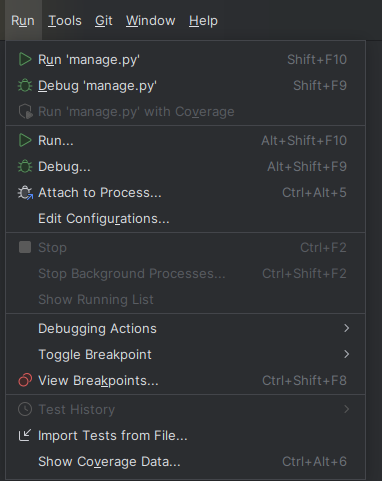 Run Tools Git Window Help
Run 'manage.py' Shift+F10
Debug 'manage.py' Shift+F9
Run 'manage.py' with Coverage
Run... Alt+Shift+F10
Debug... Alt+Shift+F9
Attach to Process... Ctrl+Alt+5
Edit Configurations...
Stop Ctrl+F2
Stop Background Processes... Ctrl+Shift+F2
Show Running List
Debugging Actions
Toggle Breakpoint
View Breakpoints... Ctrl+Shift+F8
Test History
Import Tests from File...
Show Coverage Data... Ctrl+Alt+6